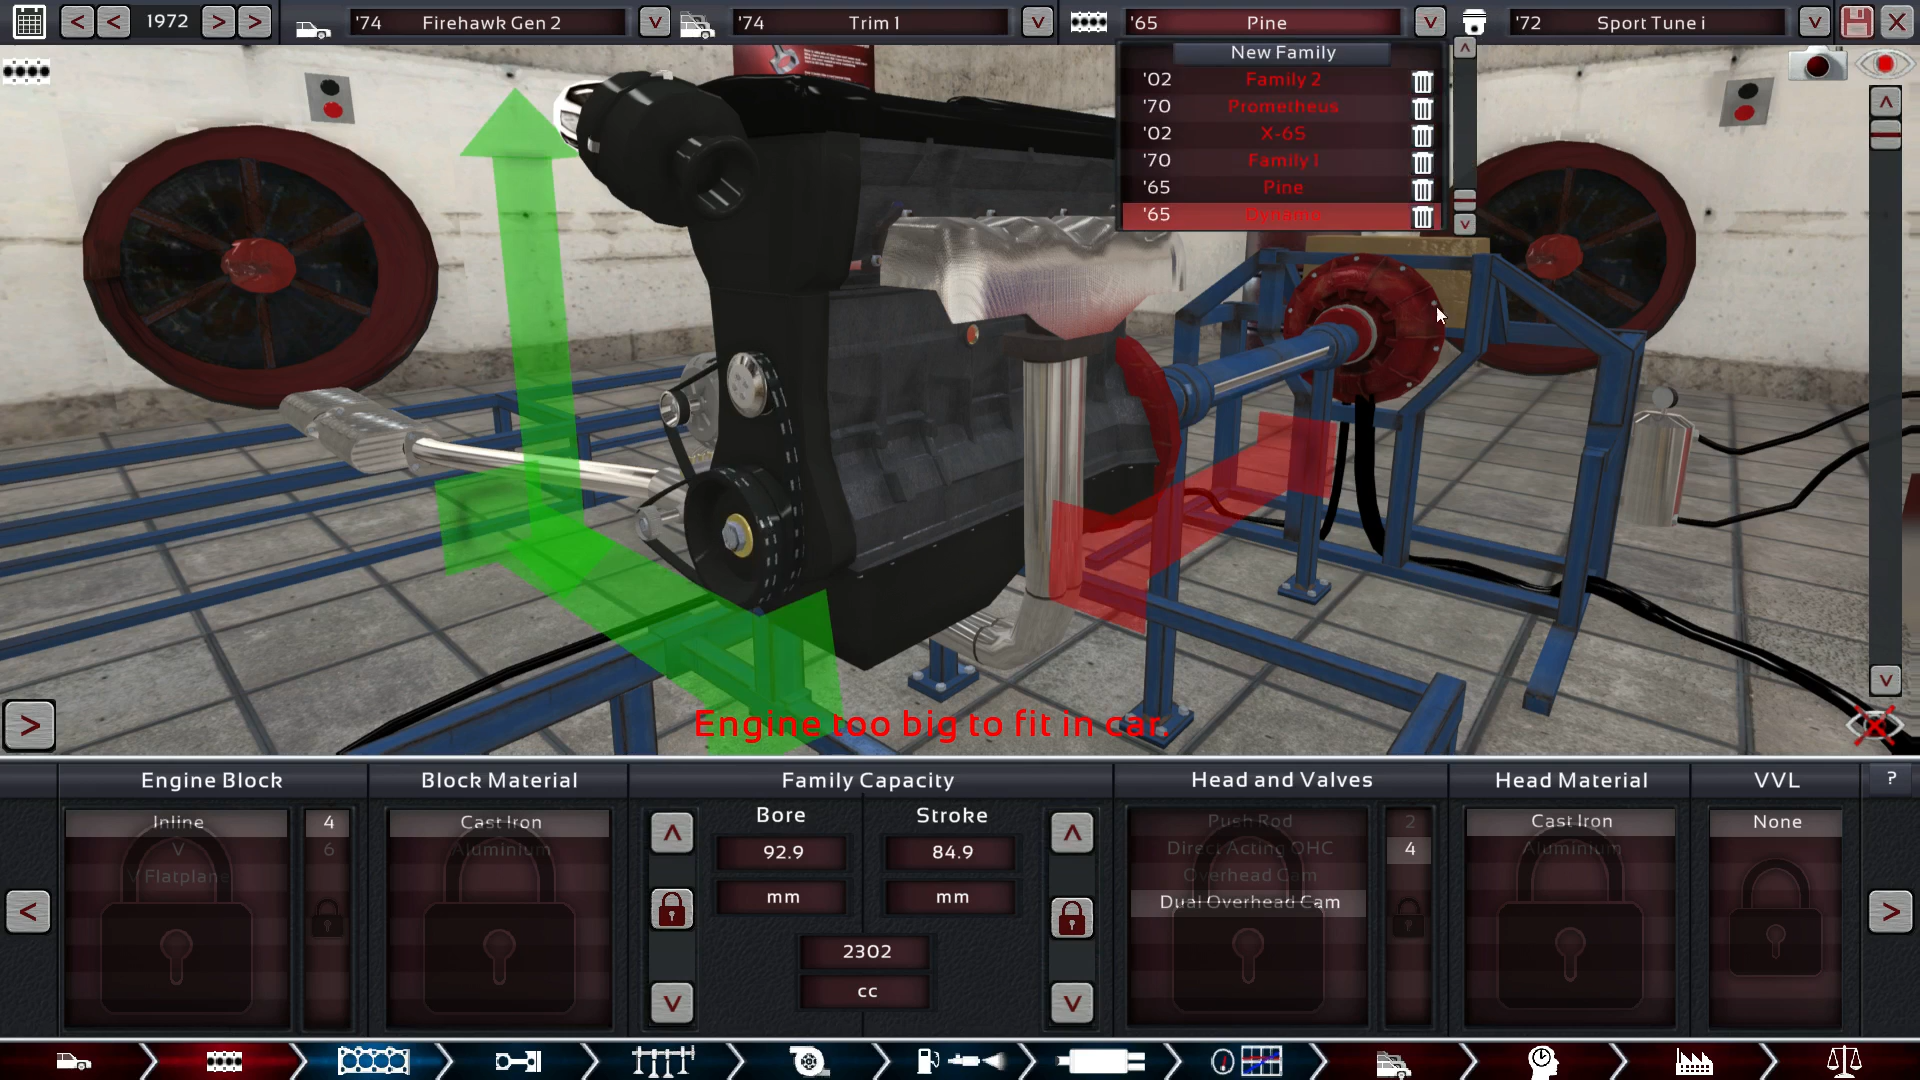 1972
'74 Firehawk Gen 2
'74 Trim 1
'65 Pine
'72 Sport Tune i
New Family
'02 Family 2
'70 Prometheus
'02 X-6S
'70 Family 1
'65 Pine
'65 Dynamo
Engine too big to fit in car.
Engine Block
Block Material
Family Capacity
Head and Valves
Head Material
VVL
?
Inline
V
V Flatplane
4
6
Cast Iron
Aluminium
Bore
Stroke
92.9
84.9
mm
mm
2302
cc
Push Rod
Direct Acting OHC
Overhead Cam
Dual Overhead Cam
2
4
Cast Iron
Aluminium
None